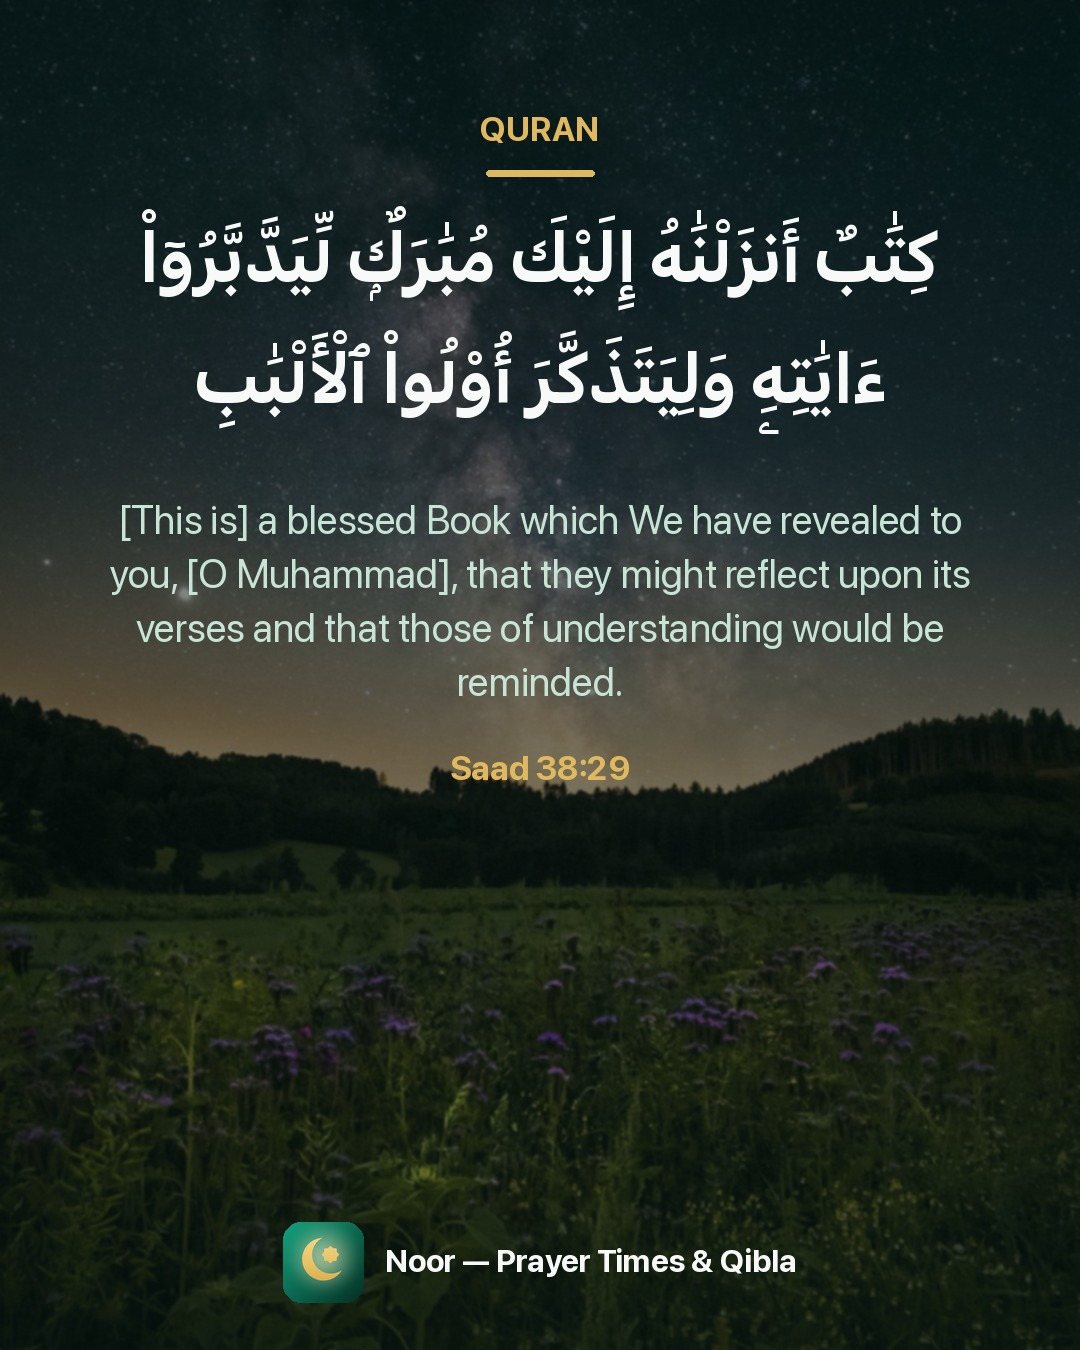 QURAN
كِتَٰبٌ أَنزَلْنَٰهُ إِلَيْكَ مُبَٰرَكٌۭ لِّيَدَّبَّرُوٓا۟
ءَايَٰتِهِۦ وَلِيَتَذَكَّرَ أُو۟لُوا۟ ٱلْأَلْبَٰبِ
[This is] a blessed Book which We have revealed to
you, [O Muhammad], that they might reflect upon its
verses and that those of understanding would be
reminded.
Saad 38:29
Noor — Prayer Times & Qibla